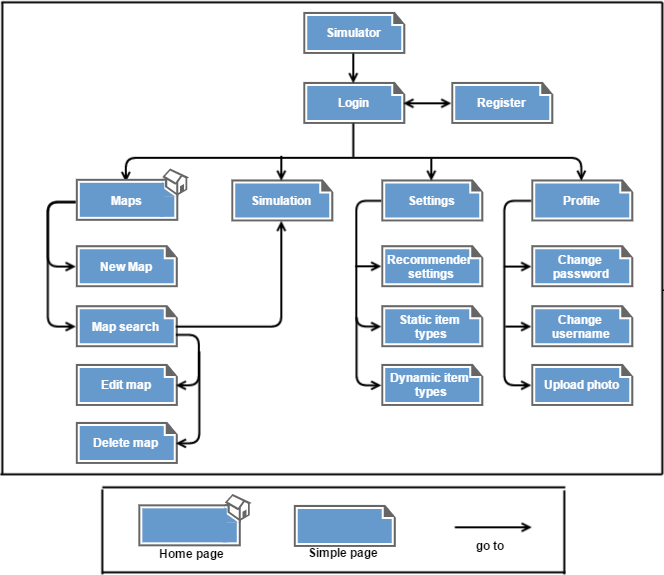 Simulator
Login
Register
Maps
Simulation
Settings
Profile
New Map
Recommender
settings
Change
password
Map search
Static item
types
Change
username
Edit map
Dynamic item
types
Upload photo
Delete map
Home page
Simple page
go to